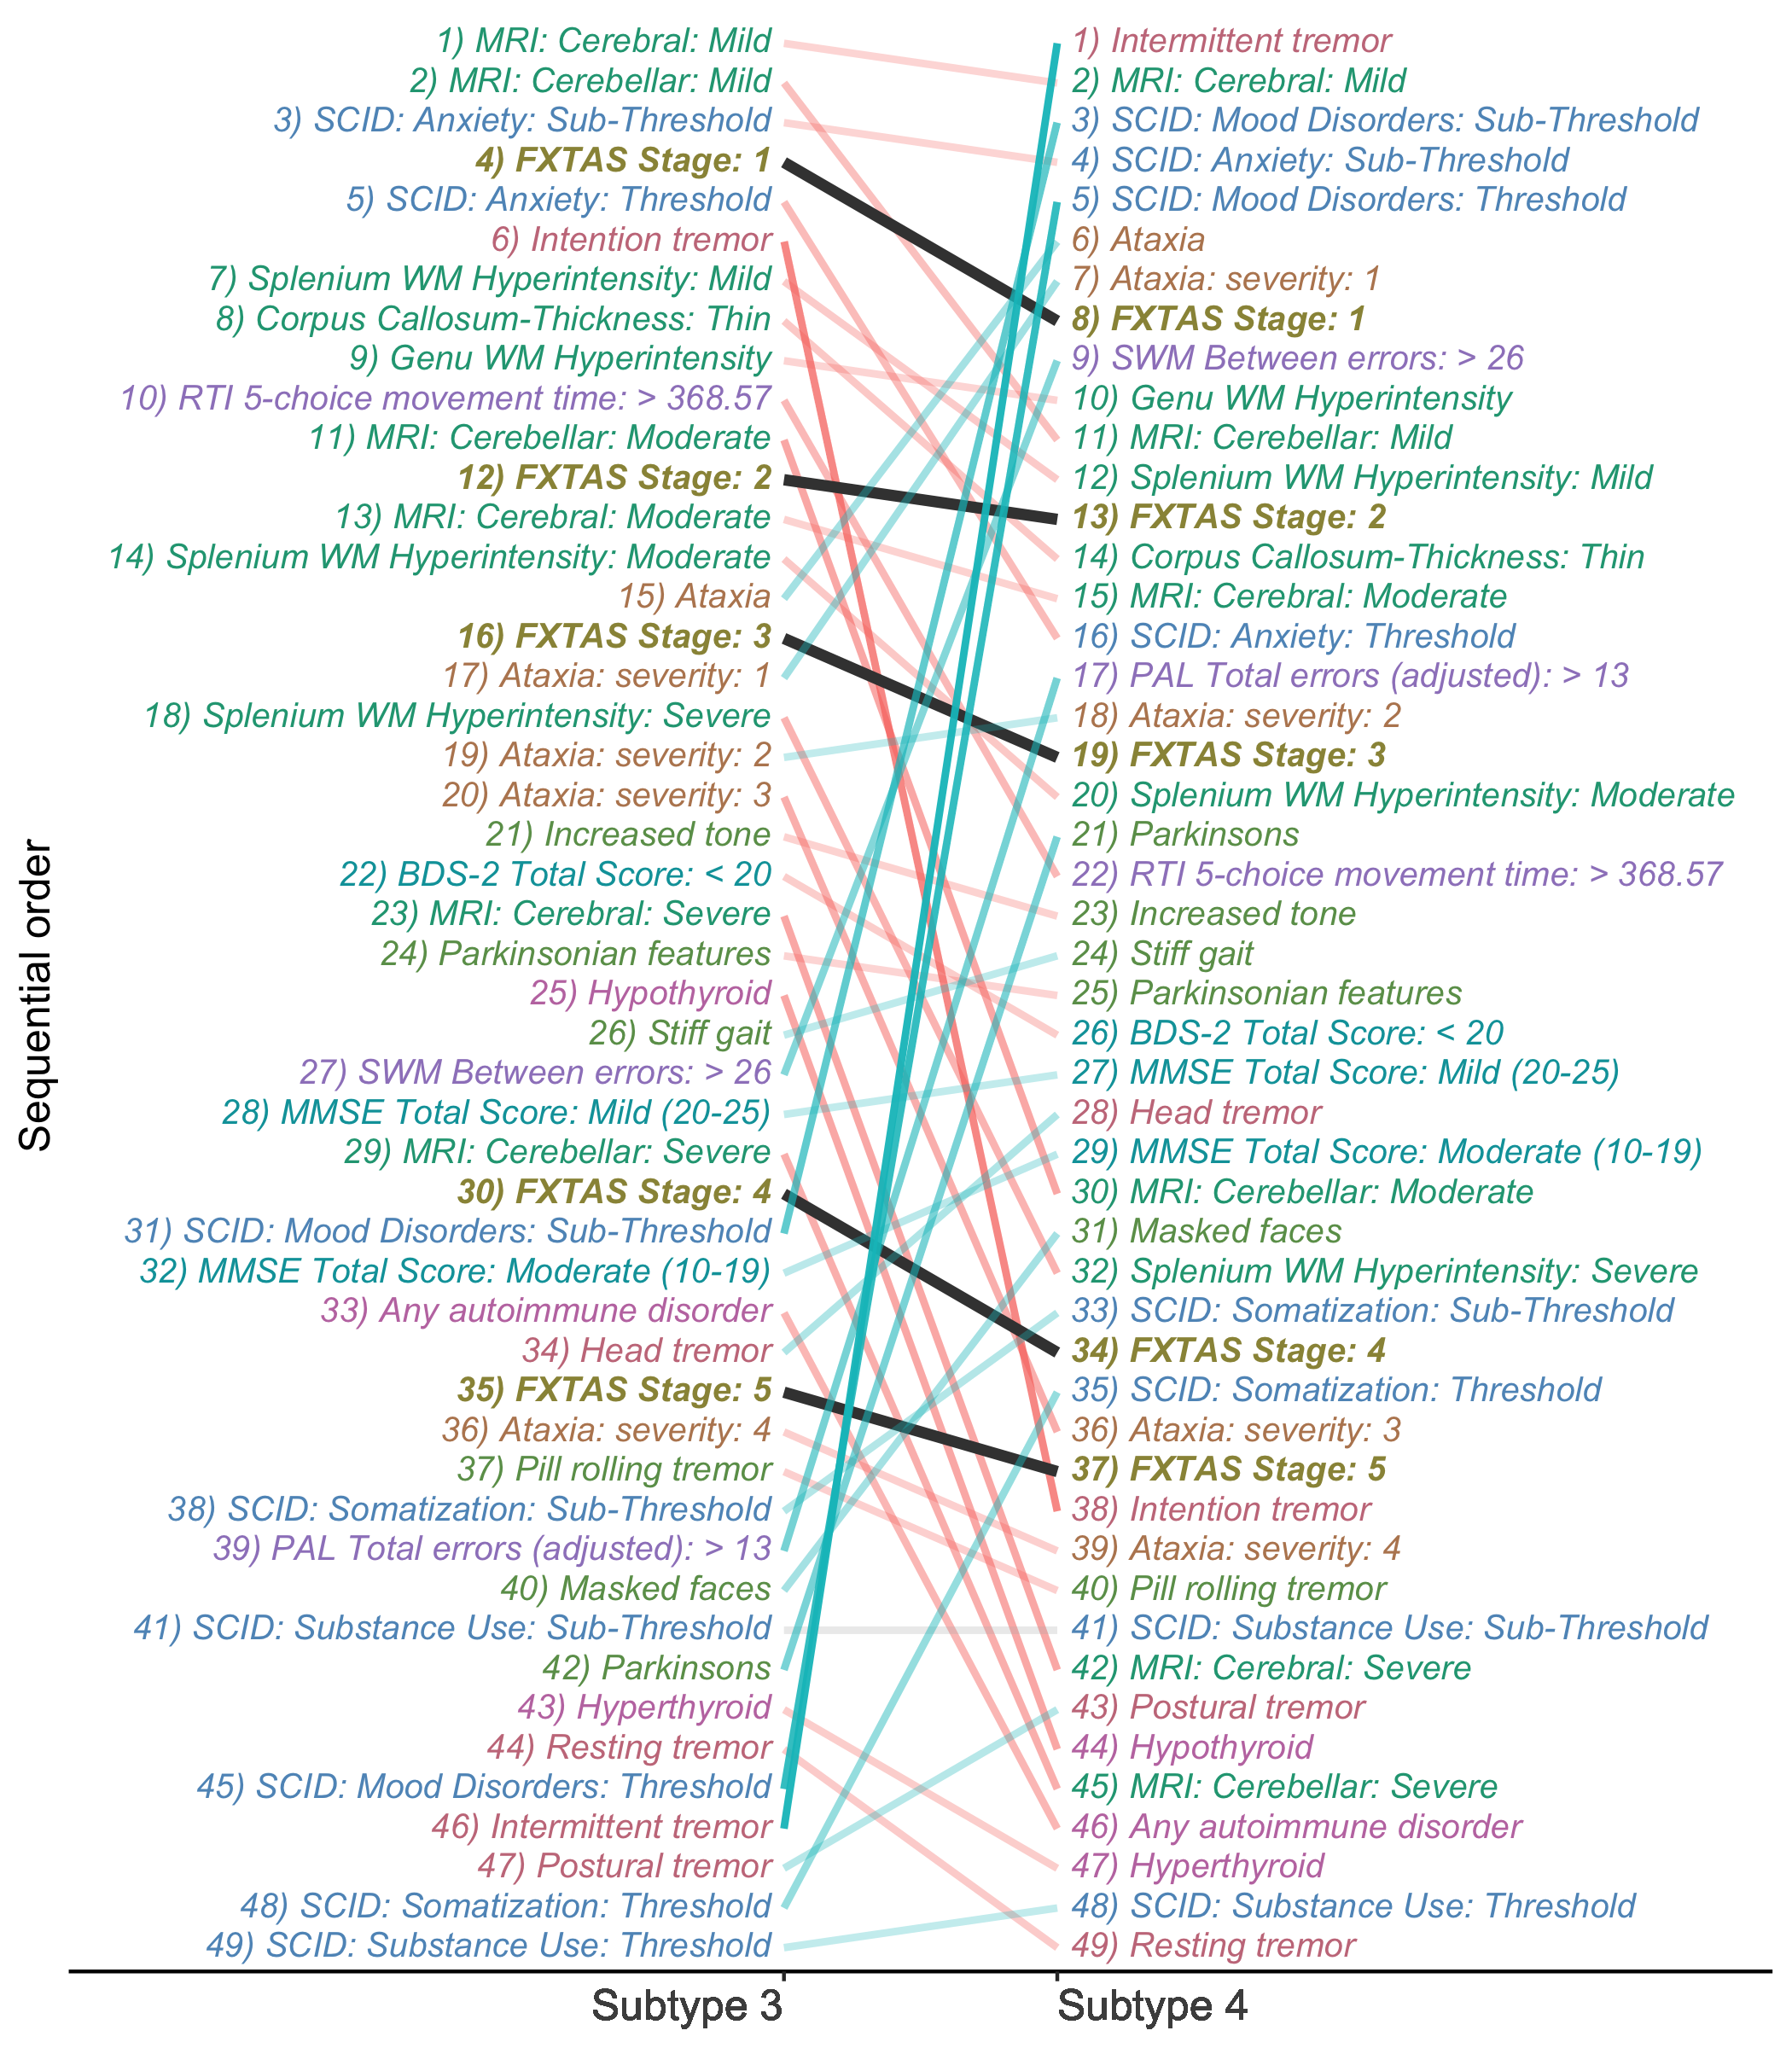 Sequential order
1) MRI: Cerebral: Mild
2) MRI: Cerebellar: Mild
3) SCID: Anxiety: Sub-Threshold
4) FXTAS Stage: 1
5) SCID: Anxiety: Threshold
6) Intention tremor
7) Splenium WM Hyperintensity: Mild
8) Corpus Callosum-Thickness: Thin
9) Genu WM Hyperintensity
10) RTI 5-choice movement time: > 368.57
11) MRI: Cerebellar: Moderate
12) FXTAS Stage: 2
13) MRI: Cerebral: Moderate
14) Splenium WM Hyperintensity: Moderate
15) Ataxia
16) FXTAS Stage: 3
17) Ataxia: severity: 1
18) Splenium WM Hyperintensity: Severe
19) Ataxia: severity: 2
20) Ataxia: severity: 3
21) Increased tone
22) BDS-2 Total Score: < 20
23) MRI: Cerebral: Severe
24) Parkinsonian features
25) Hypothyroid
26) Stiff gait
27) SWM Between errors: > 26
28) MMSE Total Score: Mild (20-25)
29) MRI: Cerebellar: Severe
30) FXTAS Stage: 4
31) SCID: Mood Disorders: Sub-Threshold
32) MMSE Total Score: Moderate (10-19)
33) Any autoimmune disorder
34) Head tremor
35) FXTAS Stage: 5
36) Ataxia: severity: 4
37) Pill rolling tremor
38) SCID: Somatization: Sub-Threshold
39) PAL Total errors (adjusted): > 13
40) Masked faces
41) SCID: Substance Use: Sub-Threshold
42) Parkinsons
43) Hyperthyroid
44) Resting tremor
45) SCID: Mood Disorders: Threshold
46) Intermittent tremor
47) Postural tremor
48) SCID: Somatization: Threshold
49) SCID: Substance Use: Threshold
Subtype 3
1) Intermittent tremor
2) MRI: Cerebral: Mild
3) SCID: Mood Disorders: Sub-Threshold
4) SCID: Anxiety: Sub-Threshold
5) SCID: Mood Disorders: Threshold
6) Ataxia
7) Ataxia: severity: 1
8) FXTAS Stage: 1
9) SWM Between errors: > 26
10) Genu WM Hyperintensity
11) MRI: Cerebellar: Mild
12) Splenium WM Hyperintensity: Mild
13) FXTAS Stage: 2
14) Corpus Callosum-Thickness: Thin
15) MRI: Cerebral: Moderate
16) SCID: Anxiety: Threshold
17) PAL Total errors (adjusted): > 13
18) Ataxia: severity: 2
19) FXTAS Stage: 3
20) Splenium WM Hyperintensity: Moderate
21) Parkinsons
22) RTI 5-choice movement time: > 368.57
23) Increased tone
24) Stiff gait
25) Parkinsonian features
26) BDS-2 Total Score: < 20
27) MMSE Total Score: Mild (20-25)
28) Head tremor
29) MMSE Total Score: Moderate (10-19)
30) MRI: Cerebellar: Moderate
31) Masked faces
32) Splenium WM Hyperintensity: Severe
33) SCID: Somatization: Sub-Threshold
34) FXTAS Stage: 4
35) SCID: Somatization: Threshold
36) Ataxia: severity: 3
37) FXTAS Stage: 5
38) Intention tremor
39) Ataxia: severity: 4
40) Pill rolling tremor
41) SCID: Substance Use: Sub-Threshold
42) MRI: Cerebral: Severe
43) Postural tremor
44) Hypothyroid
45) MRI: Cerebellar: Severe
46) Any autoimmune disorder
47) Hyperthyroid
48) SCID: Substance Use: Threshold
49) Resting tremor
Subtype 4